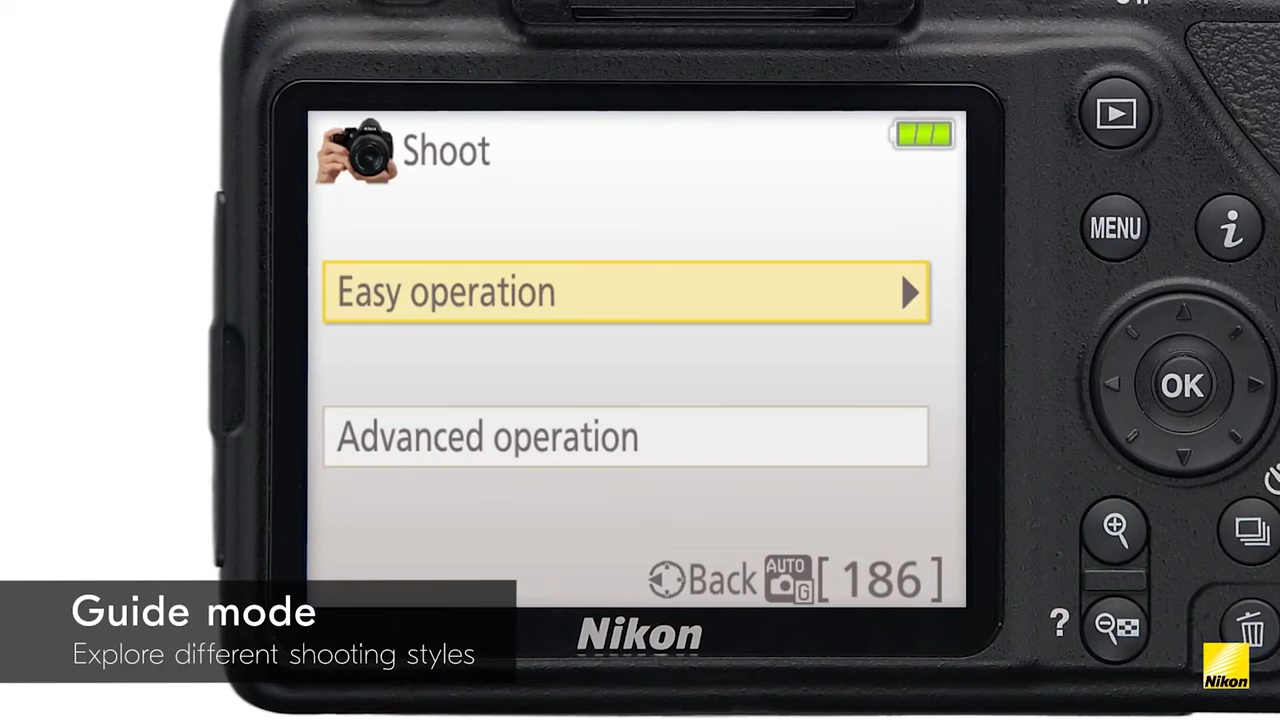 Shoot
MENU
i
Easy operation
OK
Advanced operation
Back AUTO G [ 186 ]
?
Guide mode
Explore different shooting styles
Nikon
Nikon